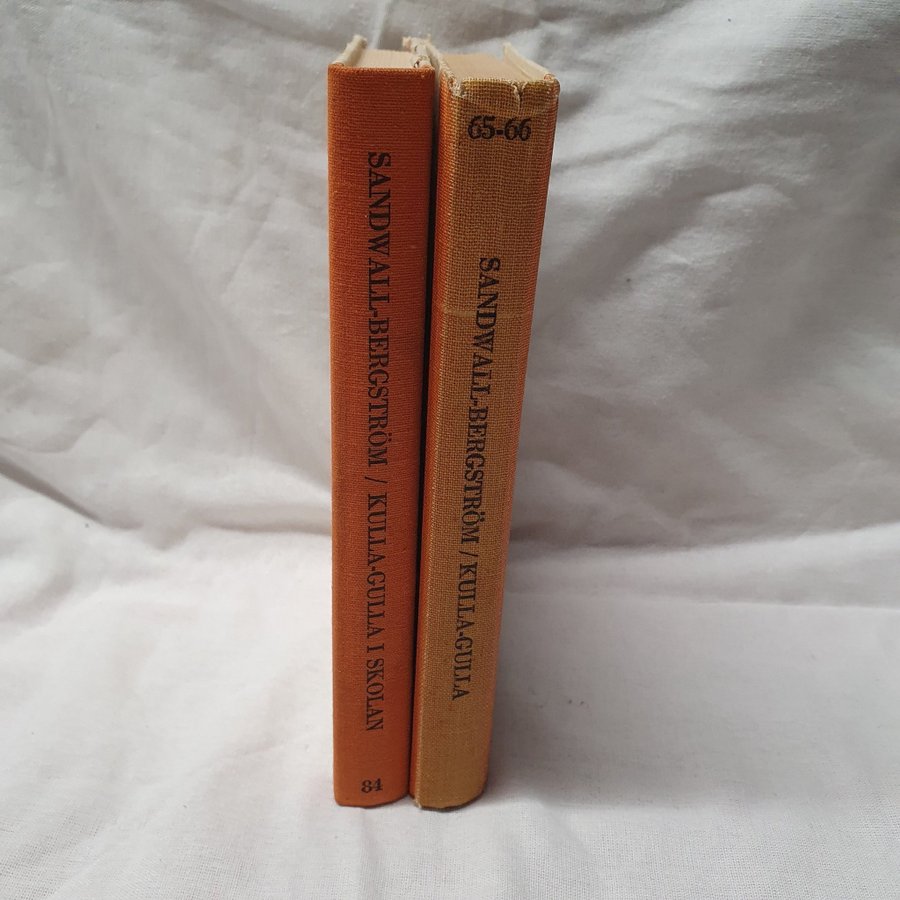 SANDWALL-BERGSTRÖM / KULLA-GULLA I SKOLAN
84
65-66
SANDWALL-BERGSTRÖM / KULLA-GULLA